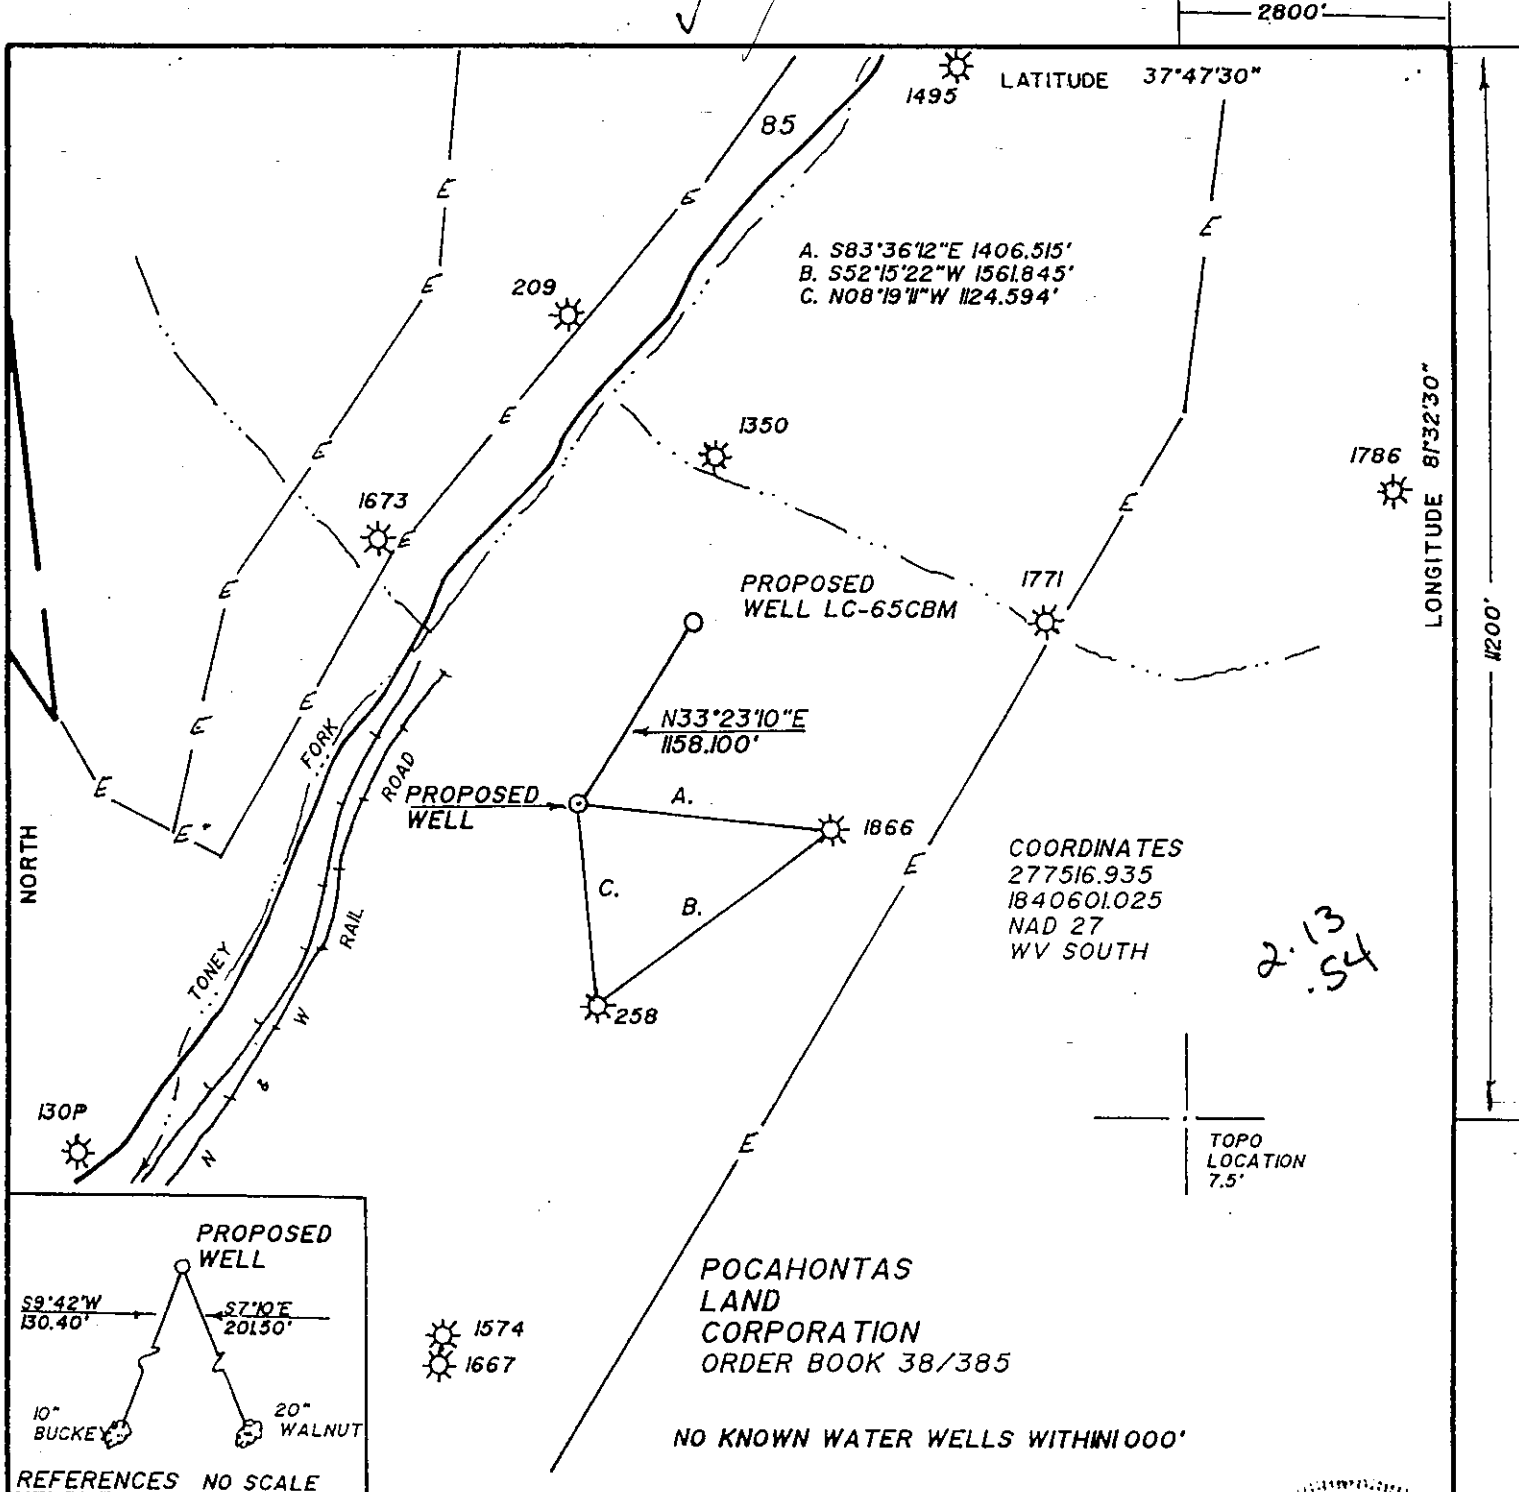 2800'
1495
LATITUDE 37°47'30"
85
E
E
E
A. S83°36'12"E 1406.515'
B. S52°15'22"W 1561.845'
C. N08°19'11"W 1124.594'
E
209
E
1350
1786
LONGITUDE 81°32'30"
E
E
1673
E
E
1771
PROPOSED
WELL LC-65CBM
E
11200'
N33°23'10"E
1158.100'
E
E
FORK
ROAD
E
PROPOSED
WELL
A.
1866
E
NORTH
COORDINATES
277516.935
1840601.025
NAD 27
WV SOUTH
E
C.
B.
2.13
.54
TONEY
RAIL
258
W
&
N
130P
E
TOPO
LOCATION
7.5'
PROPOSED
WELL
S9°42'W
130.40'
S7°10'E
201.50'
10"
BUCKEY
20"
WALNUT
REFERENCES NO SCALE
1574
1667
POCAHONTAS
LAND
CORPORATION
ORDER BOOK 38/385
NO KNOWN WATER WELLS WITHIN 1000'